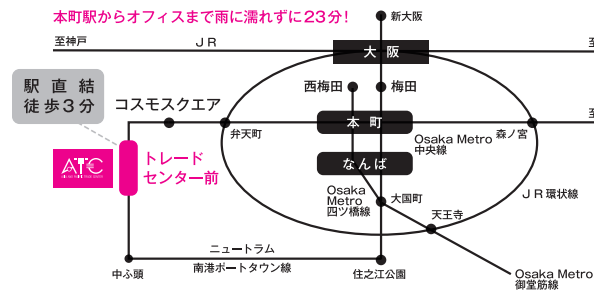 本町駅からオフィスまで雨に濡れずに23分!
新大阪
至神戸
JR
大阪
至
駅直結
徒歩3分
西梅田
梅田
コスモスクエア
至
弁天町
本町
森ノ宮
Osaka Metro
中央線
ATC
トレード
センター前
なんば
Osaka
Metro
四ツ橋線
大国町
JR環状線
天王寺
ニュートラム
中ふ頭
南港ポートタウン線
住之江公園
Osaka Metro
御堂筋線